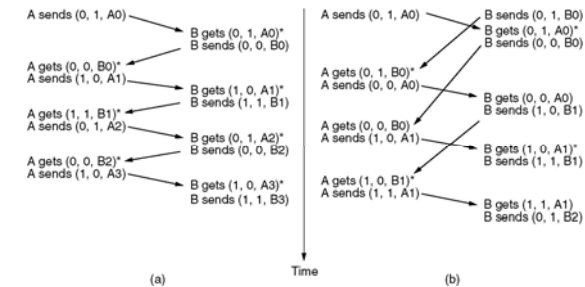 A sends (0, 1, A0)
B gets (0, 1, A0)*
B sends (0, 0, B0)
A gets (0, 0, B0)*
A sends (1, 0, A1)
B gets (1, 0, A1)*
B sends (1, 1, B1)
A gets (1, 1, B1)*
A sends (0, 1, A2)
B gets (0, 1, A2)*
B sends (0, 0, B2)
A gets (0, 0, B2)*
A sends (1, 0, A3)
B gets (1, 0, A3)*
B sends (1, 1, B3)
(a)
Time
A sends (0, 1, A0)
B sends (0, 1, B0)
B gets (0, 1, A0)*
B sends (0, 0, B0)
A gets (0, 1, B0)*
A sends (0, 0, A0)
B gets (0, 0, A0)
B sends (1, 0, B1)
A gets (0, 0, B0)
A sends (1, 0, A1)
B gets (1, 0, A1)*
B sends (1, 1, B1)
A gets (1, 0, B1)*
A sends (1, 1, A1)
B gets (1, 1, A1)
B sends (0, 1, B2)
(b)